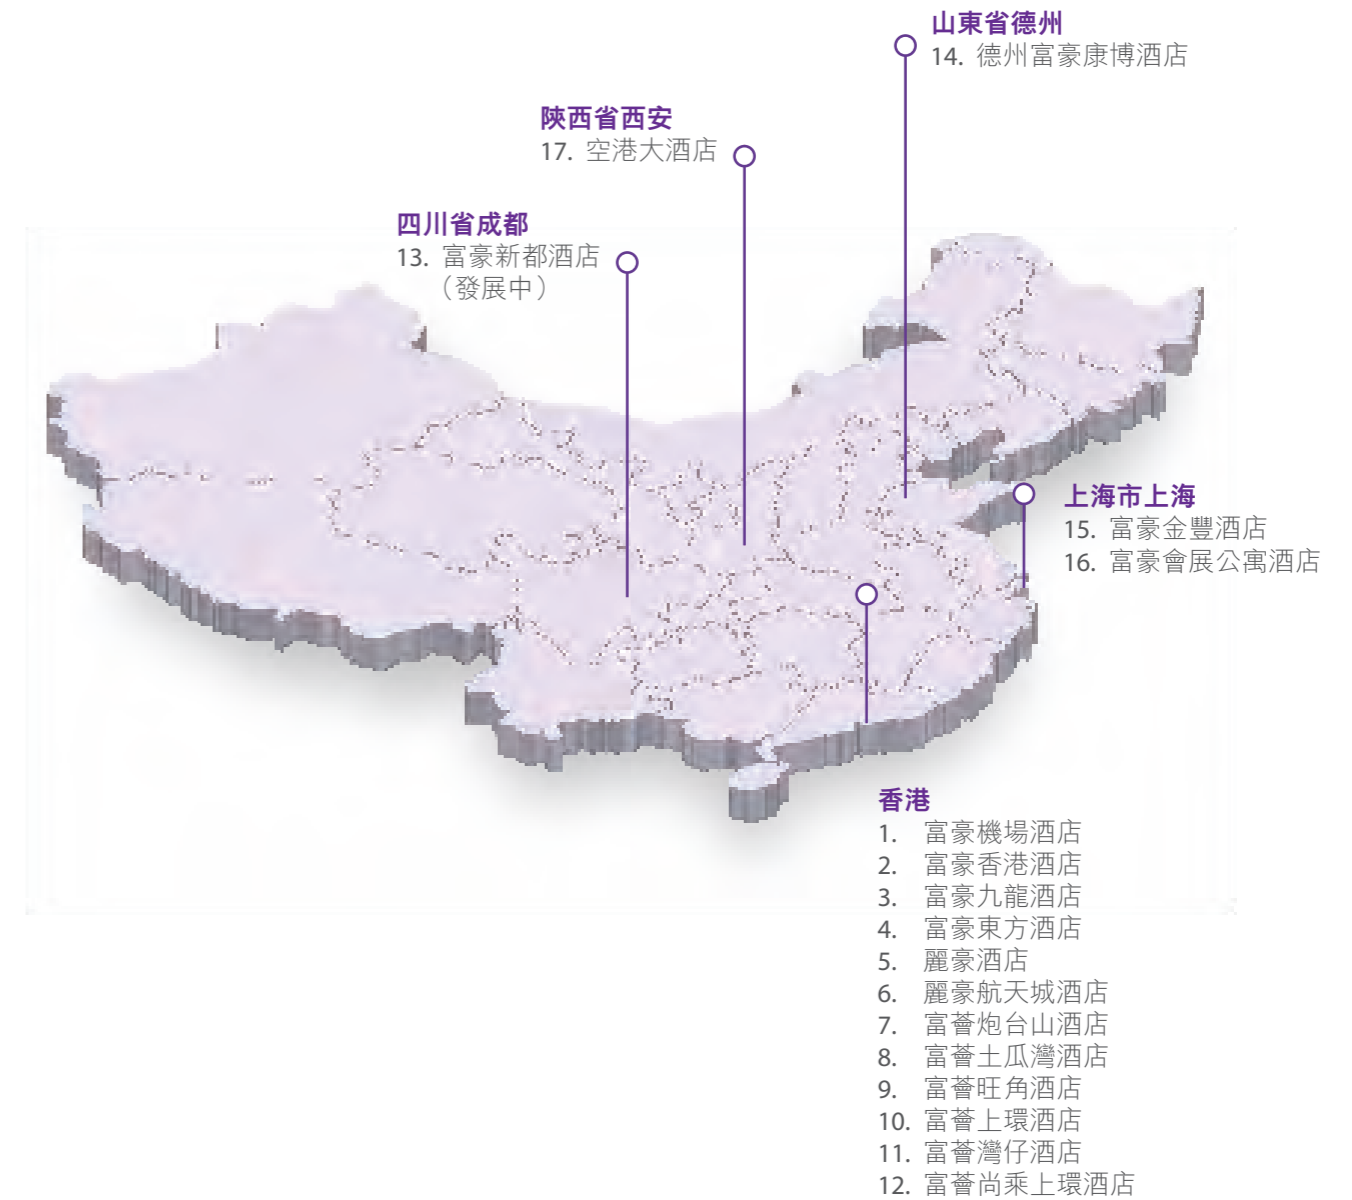 山東省德州
14. 德州富豪康博酒店
陝西省西安
17. 空港大酒店
四川省成都
13. 富豪新都酒店
（發展中）
上海市上海
15. 富豪金豐酒店
16. 富豪會展公寓酒店
香港
1. 富豪機場酒店
2. 富豪香港酒店
3. 富豪九龍酒店
4. 富豪東方酒店
5. 麗豪酒店
6. 麗豪航天城酒店
7. 富薈炮台山酒店
8. 富薈土瓜灣酒店
9. 富薈旺角酒店
10. 富薈上環酒店
11. 富薈灣仔酒店
12. 富薈尚乘上環酒店